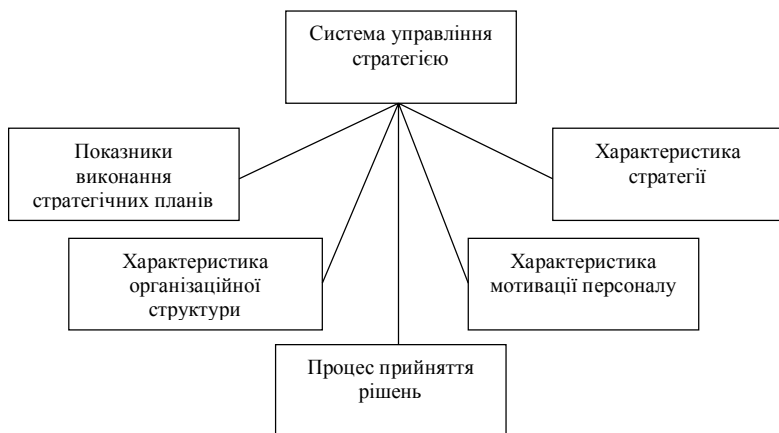 Система управління
стратегією
Показники
виконання
стратегічних планів
Характеристика
стратегії
Характеристика
організаційної
структури
Характеристика
мотивації персоналу
Процес прийняття
рішень